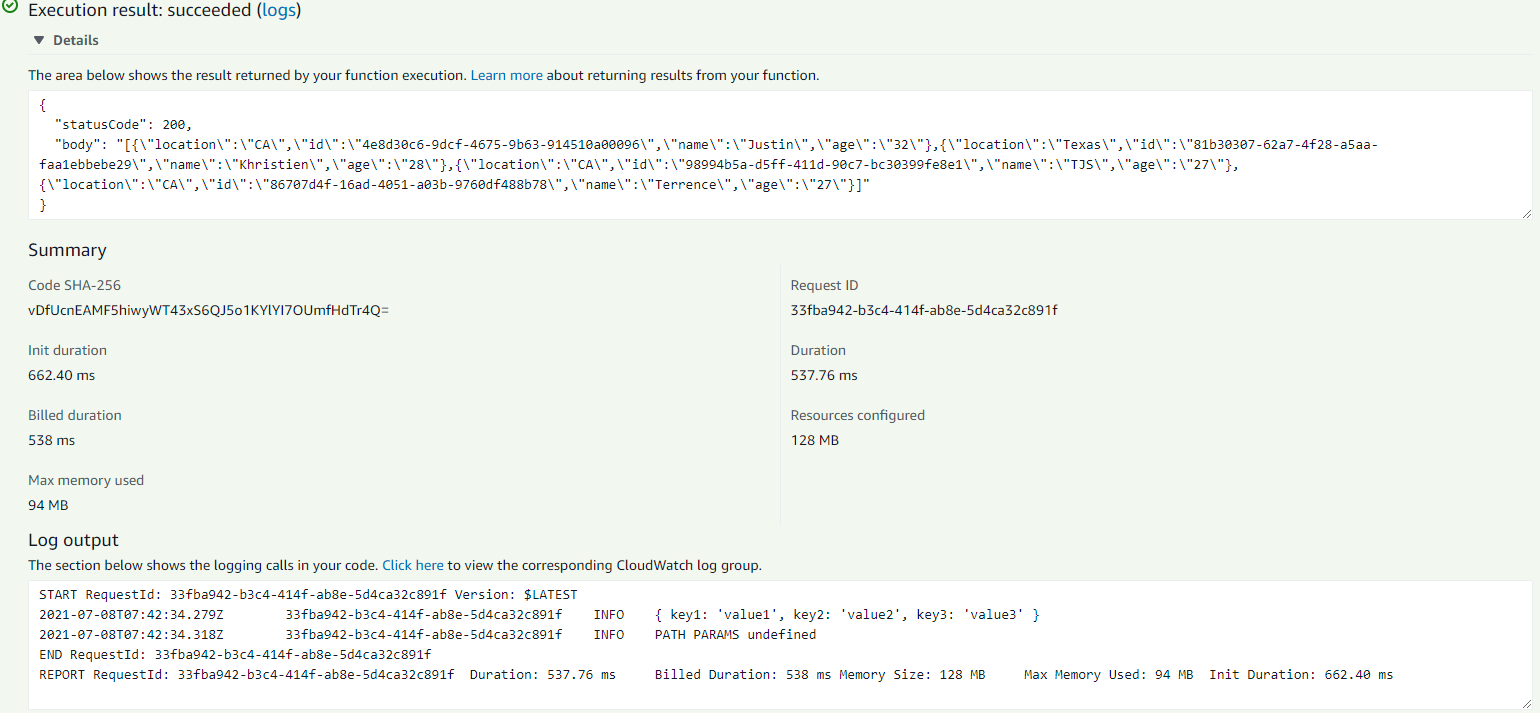 Execution result: succeeded (logs)
Details
The area below shows the result returned by your function execution. Learn more about returning results from your function.
{
"statusCode": 200,
"body": "[{\"location\":\"CA\",\"id\":\"4e8d30c6-9dcf-4675-9b63-914510a00096\",\"name\":\"Justin\",\"age\":\"32\"},{\"location\":\"Texas\",\"id\":\"81b30307-62a7-4f28-a5aa-
faa1ebbebe29\",\"name\":\"Khristien\",\"age\":\"28\"},{\"location\":\"CA\",\"id\":\"98994b5a-d5ff-411d-90c7-bc30399fe8e1\",\"name\":\"TJS\",\"age\":\"27\"},
{\"location\":\"CA\",\"id\":\"86707d4f-16ad-4051-a03b-9760df488b78\",\"name\":\"Terrence\",\"age\":\"27\"}]"
}
Summary
Code SHA-256
vDfUcnEAMF5hiwyWT43xS6QJ5o1KYlYI7OUmfHdTr4Q=
Request ID
33fba942-b3c4-414f-ab8e-5d4ca32c891f
Init duration
662.40 ms
Duration
537.76 ms
Billed duration
538 ms
Resources configured
128 MB
Max memory used
94 MB
Log output
The section below shows the logging calls in your code. Click here to view the corresponding CloudWatch log group.
START RequestId: 33fba942-b3c4-414f-ab8e-5d4ca32c891f Version: $LATEST
2021-07-08T07:42:34.279Z 33fba942-b3c4-414f-ab8e-5d4ca32c891f INFO { key1: 'value1', key2: 'value2', key3: 'value3' }
2021-07-08T07:42:34.318Z 33fba942-b3c4-414f-ab8e-5d4ca32c891f INFO PATH PARAMS undefined
END RequestId: 33fba942-b3c4-414f-ab8e-5d4ca32c891f
REPORT RequestId: 33fba942-b3c4-414f-ab8e-5d4ca32c891f Duration: 537.76 ms Billed Duration: 538 ms Memory Size: 128 MB Max Memory Used: 94 MB Init Duration: 662.40 ms